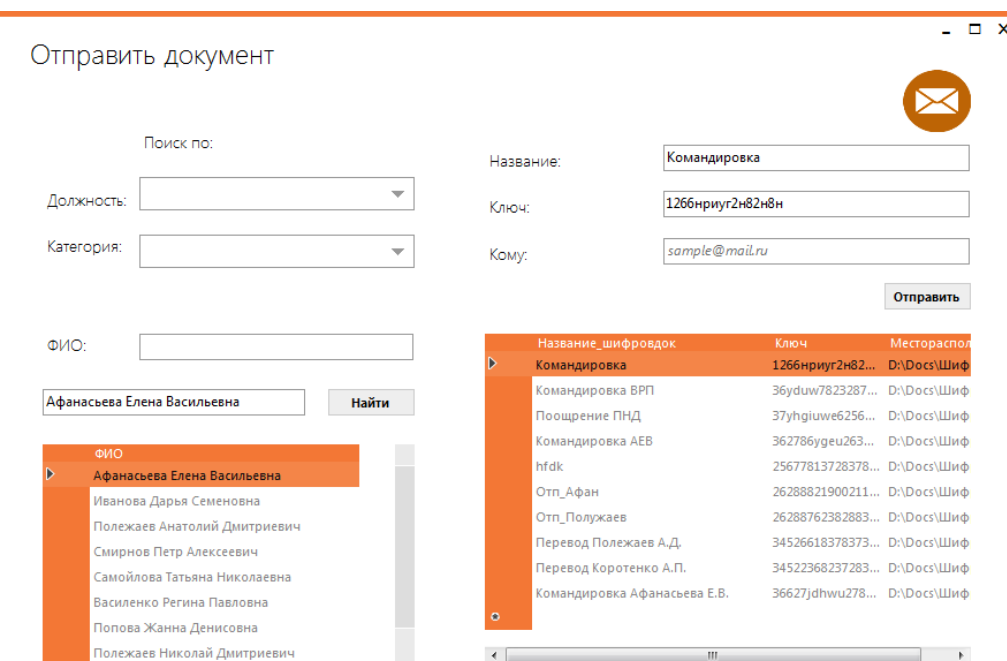 Отправить документ
Поиск по:
Должность:
Категория:
ФИО:
Афанасьева Елена Васильевна
Найти
ФИО
Афанасьева Елена Васильевна
Иванова Дарья Семеновна
Полежаев Анатолий Дмитриевич
Смирнов Петр Алексеевич
Самойлова Татьяна Николаевна
Василенко Регина Павловна
Попова Жанна Денисовна
Полежаев Николай Дмитриевич
Название: Командировка
Ключ: 1266нриуг2н82н8н
Кому: sample@mail.ru
Отправить
Название_шифровдок Ключ Местораспол
Командировка 1266нриуг2н82... D:\Docs\Шиф
Командировка ВРП 36yduw7823287... D:\Docs\Шиф
Поощрение ПНД 37yhgiuwe6256... D:\Docs\Шиф
Командировка АЕВ 362786ygeu263... D:\Docs\Шиф
hfdk 25677813728378... D:\Docs\Шиф
Отп_Афан 26288821900211... D:\Docs\Шиф
Отп_Полужаев 26288762382883... D:\Docs\Шиф
Перевод Полежаев А.Д. 34526618378373... D:\Docs\Шиф
Перевод Коротенко А.П. 34522368237283... D:\Docs\Шиф
Командировка Афанасьева Е.В. 36627jdhwu278... D:\Docs\Шиф